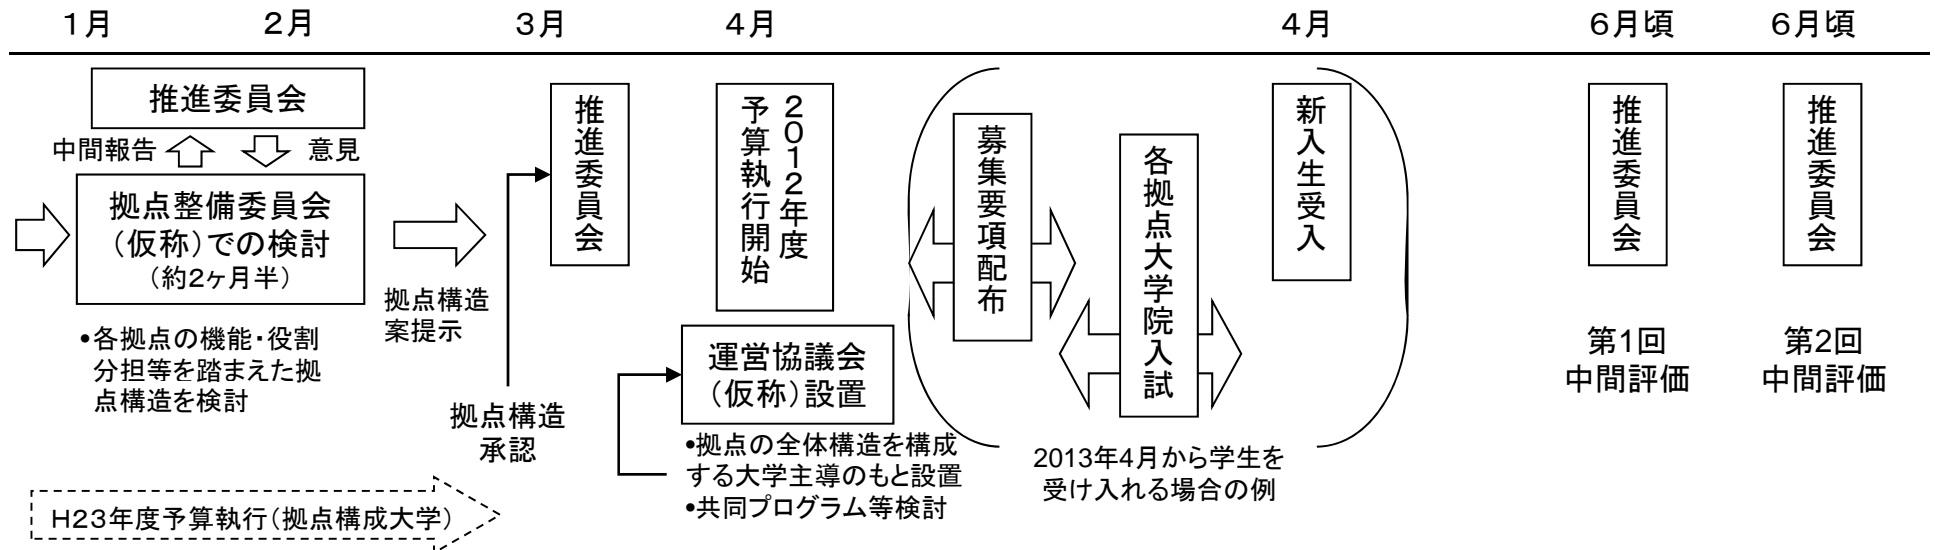 1月
2月
3月
4月
4月
6月頃
6月頃
推進委員会
中間報告
意見
拠点整備委員会
(仮称)での検討
(約2ヶ月半)
•各拠点の機能・役割
分担等を踏まえた拠
点構造を検討
H23年度予算執行(拠点構成大学)
拠点構造
案提示
拠点構造
承認
推進委員会
2012年度
予算執行開始
運営協議会
(仮称)設置
•拠点の全体構造を構成
する大学主導のもと設置
•共同プログラム等検討
募集要項配布
各拠点大学院入試
新入生受入
2013年4月から学生を
受け入れる場合の例
推進委員会
第1回
中間評価
推進委員会
第2回
中間評価